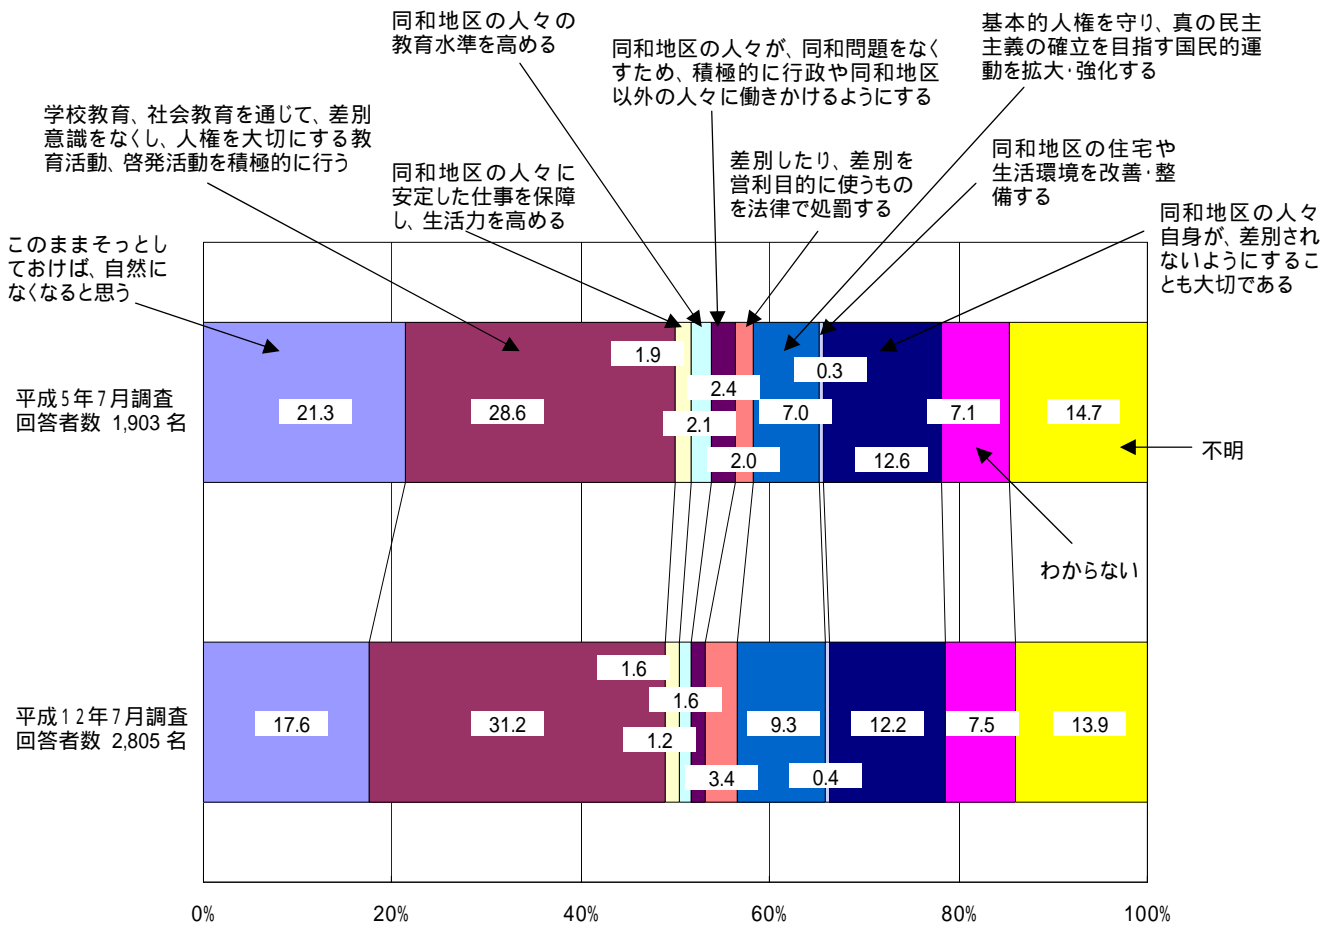 同和地区の人々の
教育水準を高める
同和地区の人々が、同和問題をなく
すため、積極的に行政や同和地区
以外の人々に働きかけるようにする
基本的人権を守り、真の民主
主義の確立を目指す国民的運
動を拡大・強化する
学校教育、社会教育を通じて、差別
意識をなくし、人権を大切にする教
育活動、啓発活動を積極的に行う
同和地区の人々に
安定した仕事を保障
し、生活力を高める
差別したり、差別を
営利目的に使うもの
を法律で処罰する
同和地区の住宅や
生活環境を改善・整
備する
同和地区の人々
自身が、差別され
ないようにするこ
とも大切である
このままそっとし
ておけば、自然に
なくなると思う
平成5年7月調査
回答者数 1,903 名
21.3
28.6
1.9
2.1
2.4
2.0
7.0
0.3
12.6
7.1
14.7
不明
わからない
平成12年7月調査
回答者数 2,805 名
17.6
31.2
1.6
1.2
1.6
3.4
9.3
0.4
12.2
7.5
13.9
0%
20%
40%
60%
80%
100%